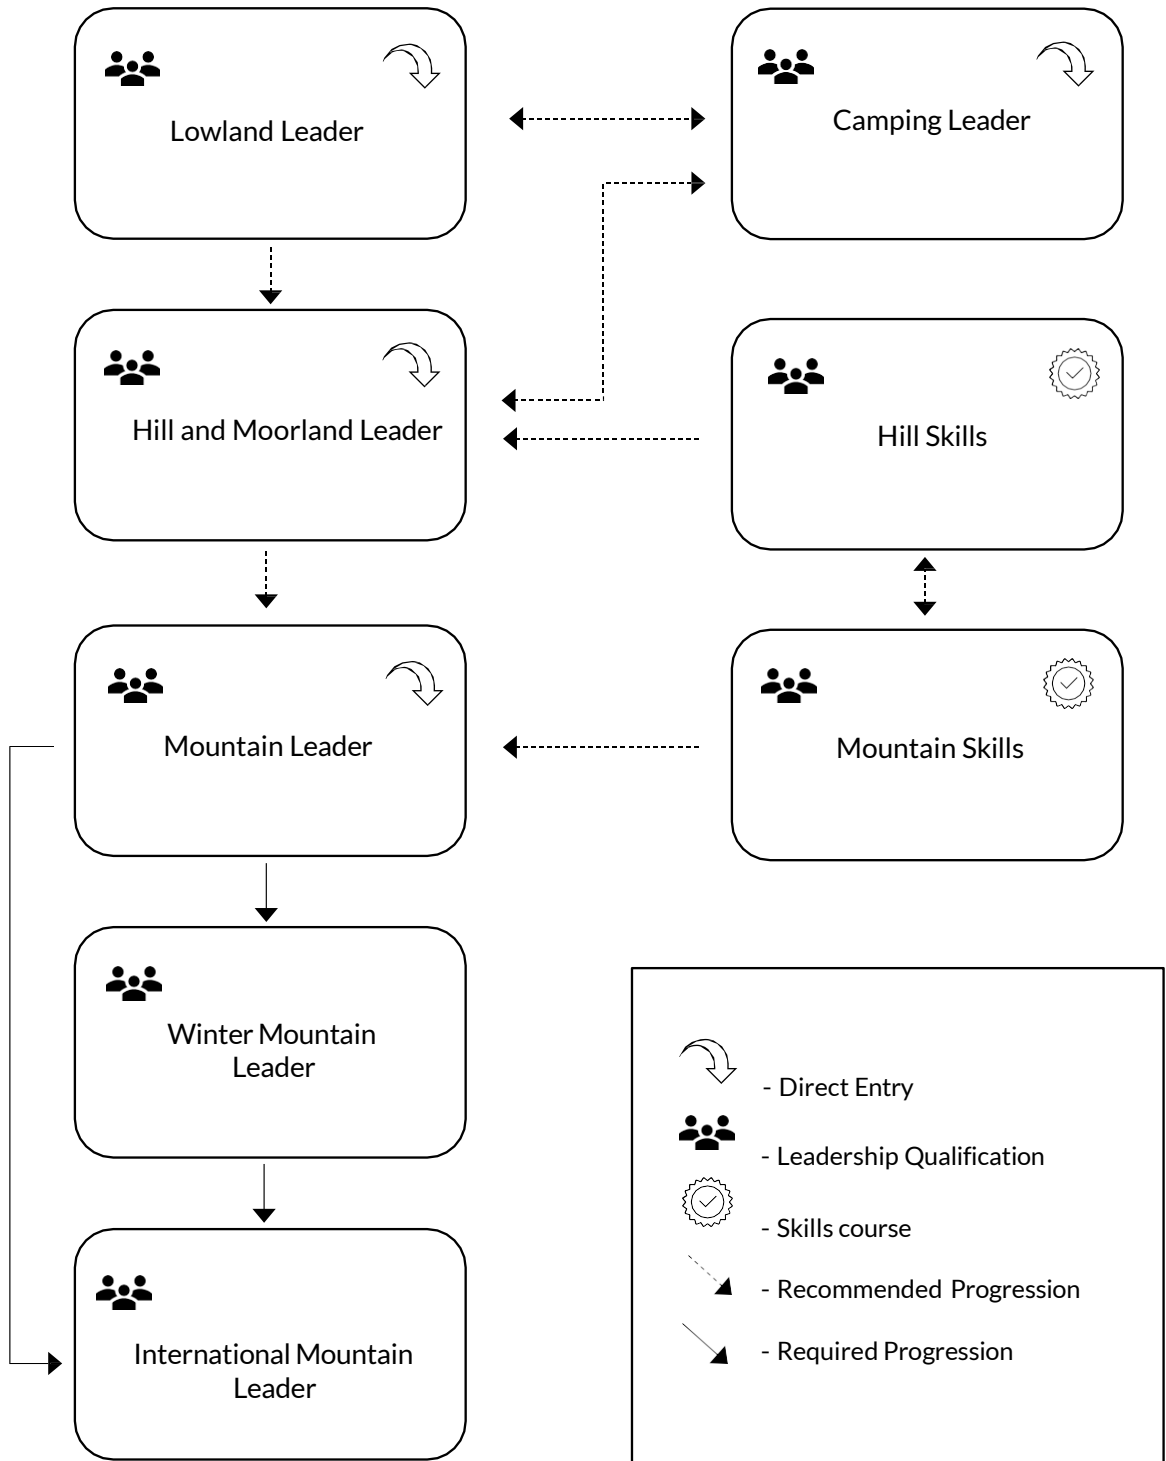 Lowland Leader
Camping Leader
Hill and Moorland Leader
Hill Skills
Mountain Leader
Mountain Skills
Winter Mountain
Leader
International Mountain
Leader
- Direct Entry
- Leadership Qualification
- Skills course
- Recommended Progression
- Required Progression